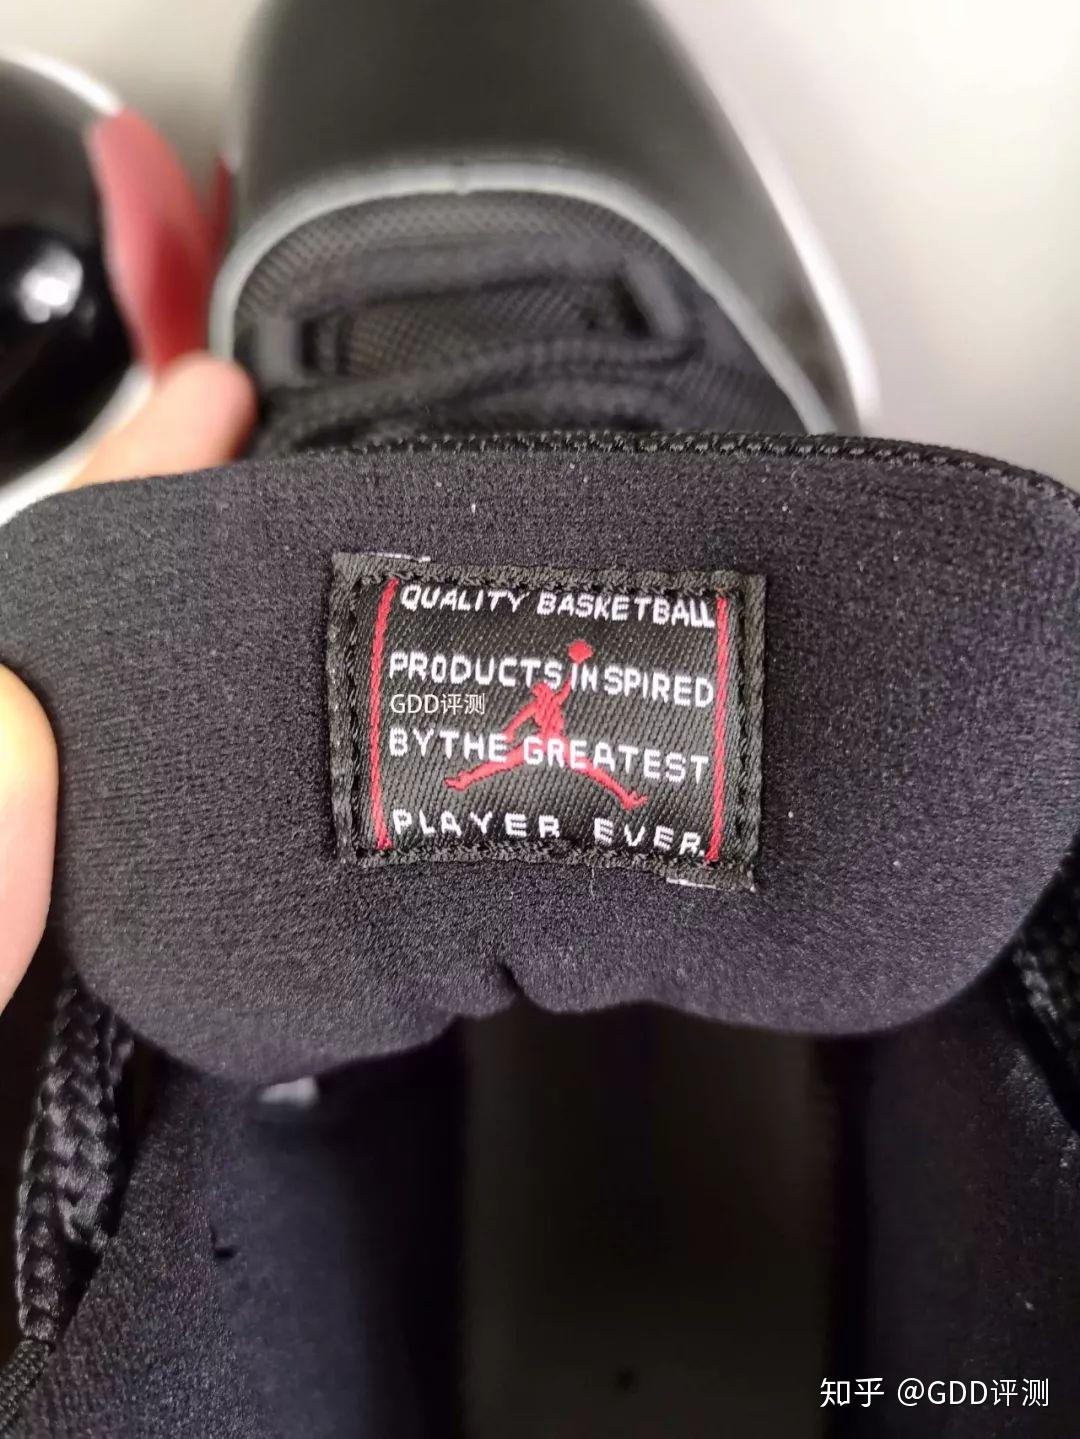 QUALITY BASKETBALL
PRODUCTS INSPIRED
GDD评测
BY THE GREATEST
PLAYER EVER.
知乎 @GDD评测